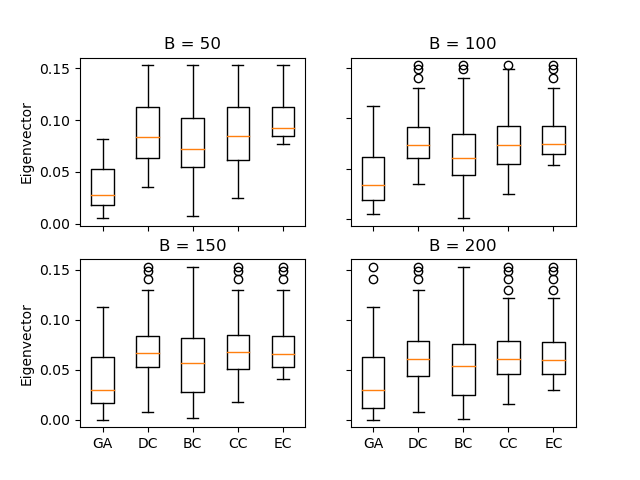 B = 50
B = 100
Eigenvector
0.15
0.10
0.05
0.00
B = 150
B = 200
Eigenvector
0.15
0.10
0.05
0.00
GA DC BC CC EC
GA DC BC CC EC